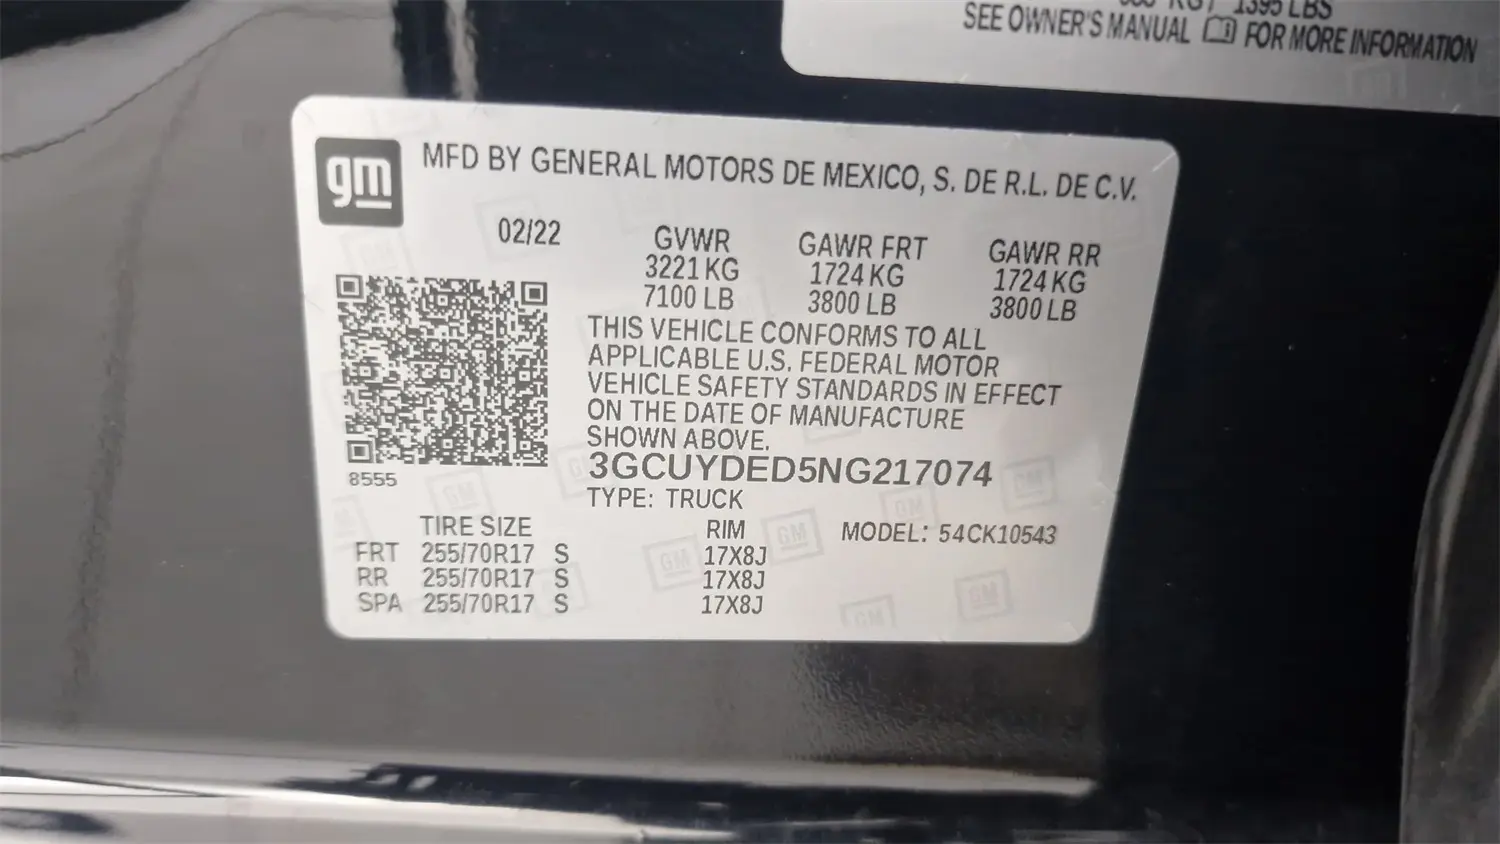 1395 LBS
SEE OWNER'S MANUAL FOR MORE INFORMATION
gm
MFD BY GENERAL MOTORS DE MEXICO, S. DE R.L. DE C.V.
02/22 GVWR GAWR FRT GAWR RR
3221 KG 1724 KG 1724 KG
7100 LB 3800 LB 3800 LB
THIS VEHICLE CONFORMS TO ALL
APPLICABLE U.S. FEDERAL MOTOR
VEHICLE SAFETY STANDARDS IN EFFECT
ON THE DATE OF MANUFACTURE
SHOWN ABOVE.
3GCUYDED5NG217074
8555
TYPE: TRUCK
TIRE SIZE RIM MODEL: 54CK10543
FRT 255/70R17 S 17X8J
RR 255/70R17 S 17X8J
SPA 255/70R17 S 17X8J